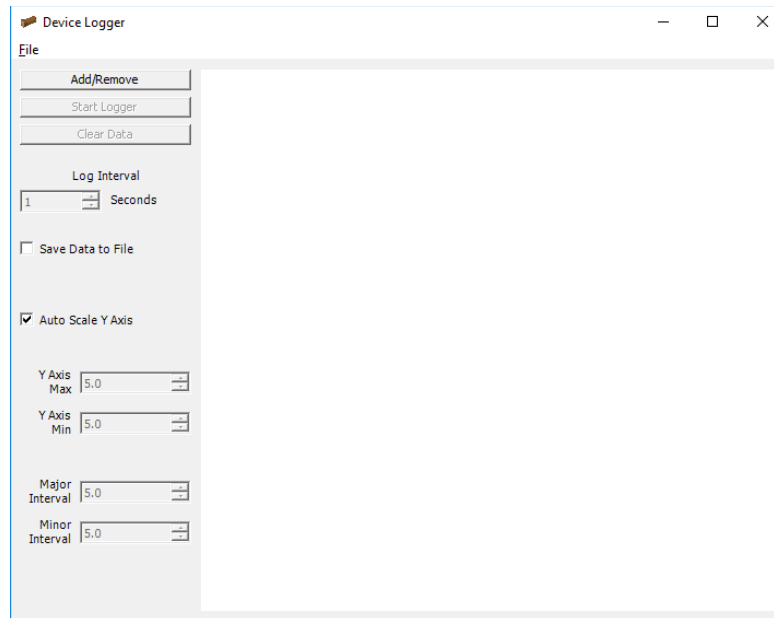 Device Logger
File
Add/Remove
Start Logger
Clear Data
Log Interval
1 Seconds
Save Data to File
Auto Scale Y Axis
Y Axis
Max 5.0
Y Axis
Min 5.0
Major
Interval 5.0
Minor
Interval 5.0